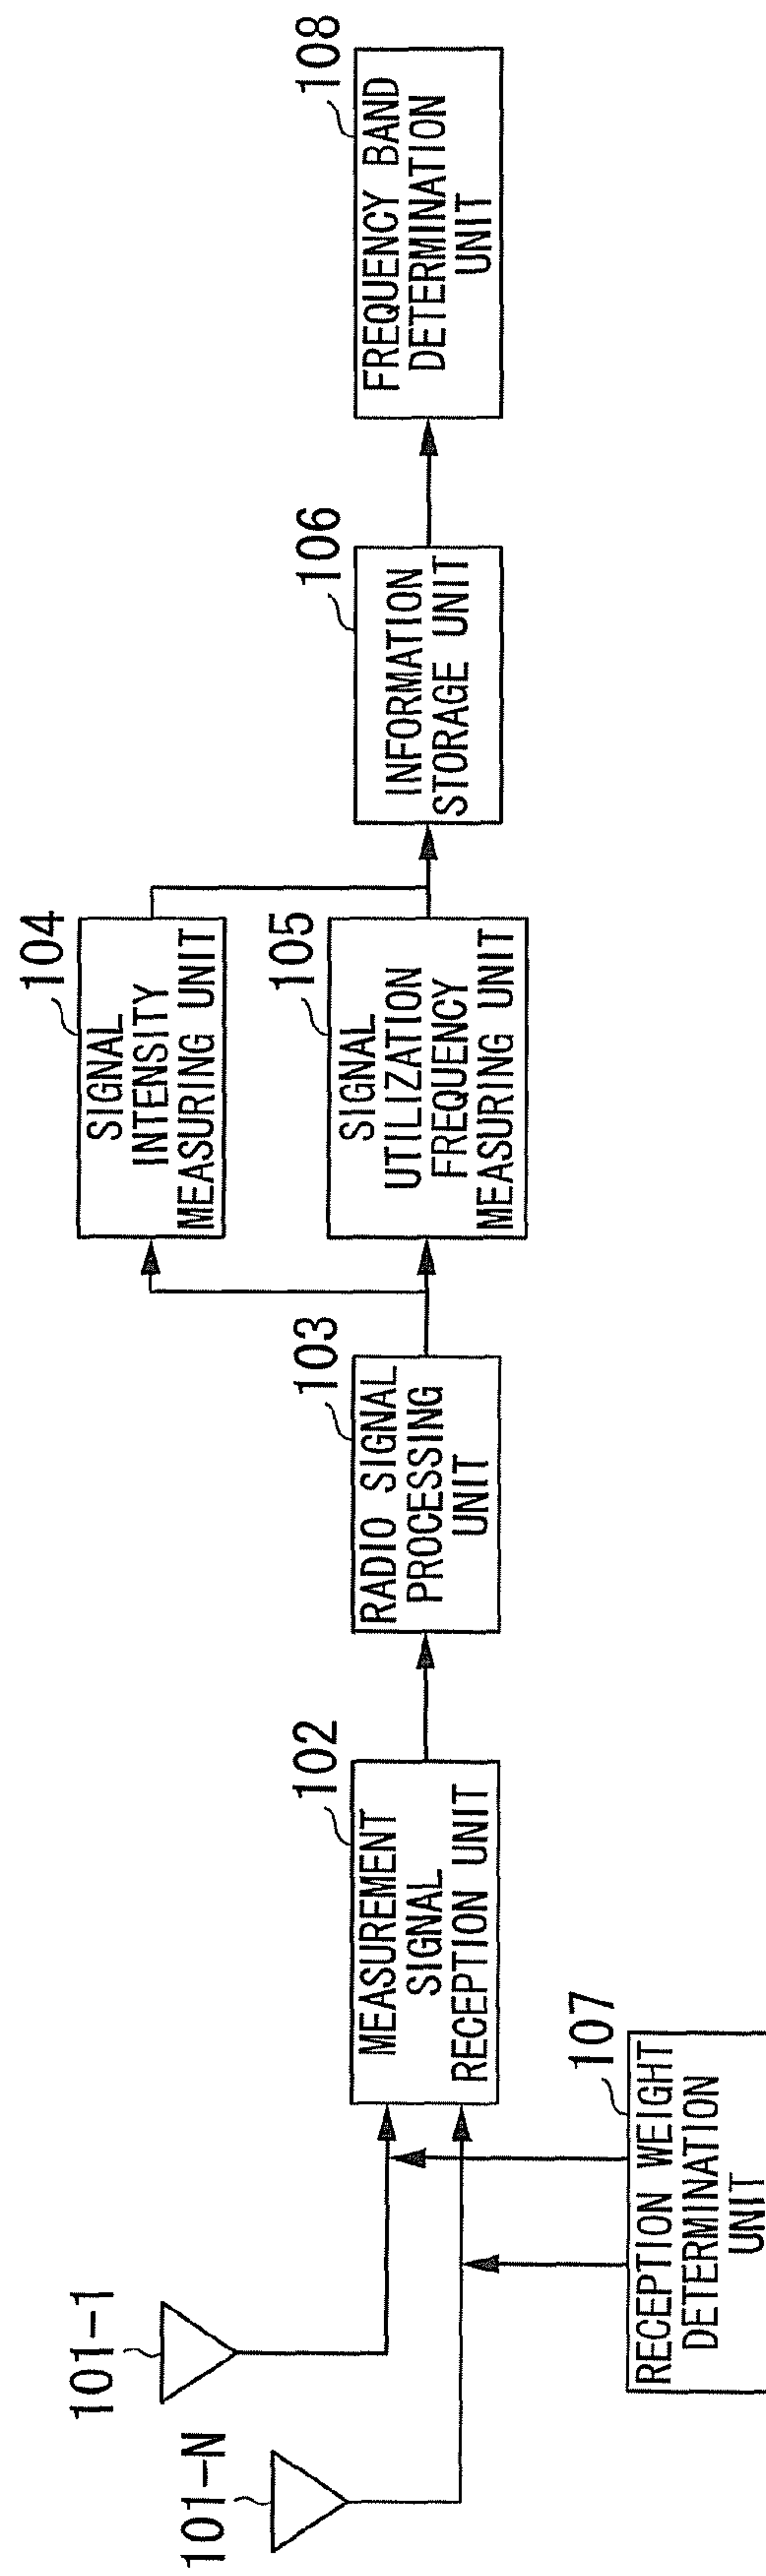 101-1
101-N
RECEPTION WEIGHT
DETERMINATION
UNIT
107
MEASUREMENT
SIGNAL
RECEPTION UNIT
102
RADIO SIGNAL
PROCESSING
UNIT
103
SIGNAL
INTENSITY
MEASURING UNIT
104
SIGNAL
UTILIZATION
FREQUENCY
MEASURING UNIT
105
INFORMATION
STORAGE UNIT
106
FREQUENCY BAND
DETERMINATION
UNIT
108